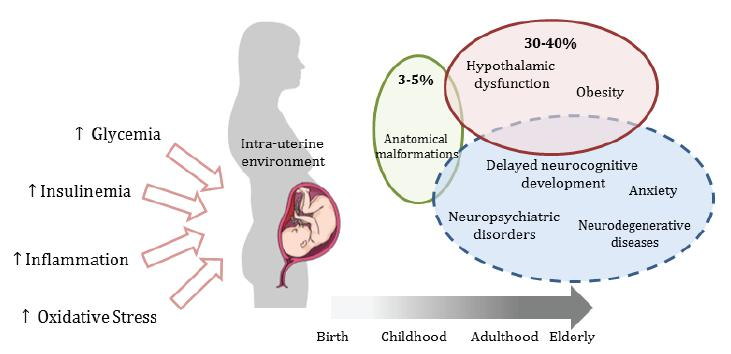 ↑ Glycemia
↑ Insulinemia
↑ Inflammation
↑ Oxidative Stress
Intra-uterine
environment
3-5%
Anatomical
malformations
30-40%
Hypothalamic
dysfunction
Obesity
Delayed neurocognitive
development
Anxiety
Neuropsychiatric
disorders
Neurodegenerative
diseases
Birth Childhood Adulthood Elderly